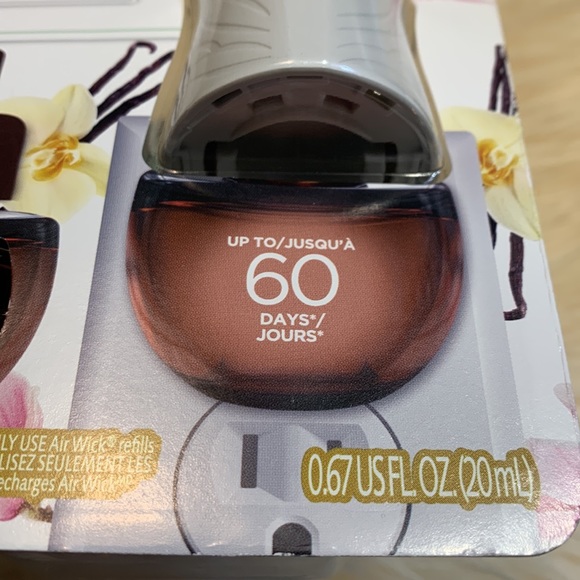 UP TO/JUSQU'À
60
DAYS*/
JOURS*
LY USE Air Wick® refills
LISEZ SEULEMENT LES
echarges Air Wick
0.67 US FL OZ. (20 mL)